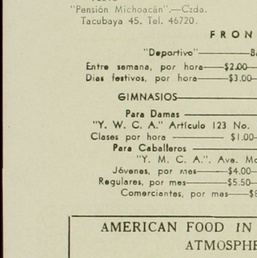 "Pensión Michoacán".—Czda.
Tacubaya 45. Tel. 46720.
FRON
"Deportivo"
Entre semana, por hora—$2.00
Dias festivos, por hora—$3.00
GIMNASIOS
Para Damas
"Y. W. C. A." Artículo 123 No.
Clases por hora — $1.00
Para Caballeros
"Y. M. C. A.". Ave. Mo
Jóvenes, por mes—$4.00
Regulares, por mes—$5.50
Comerciantes, por mes—$
AMERICAN FOOD IN
ATMOSPHE